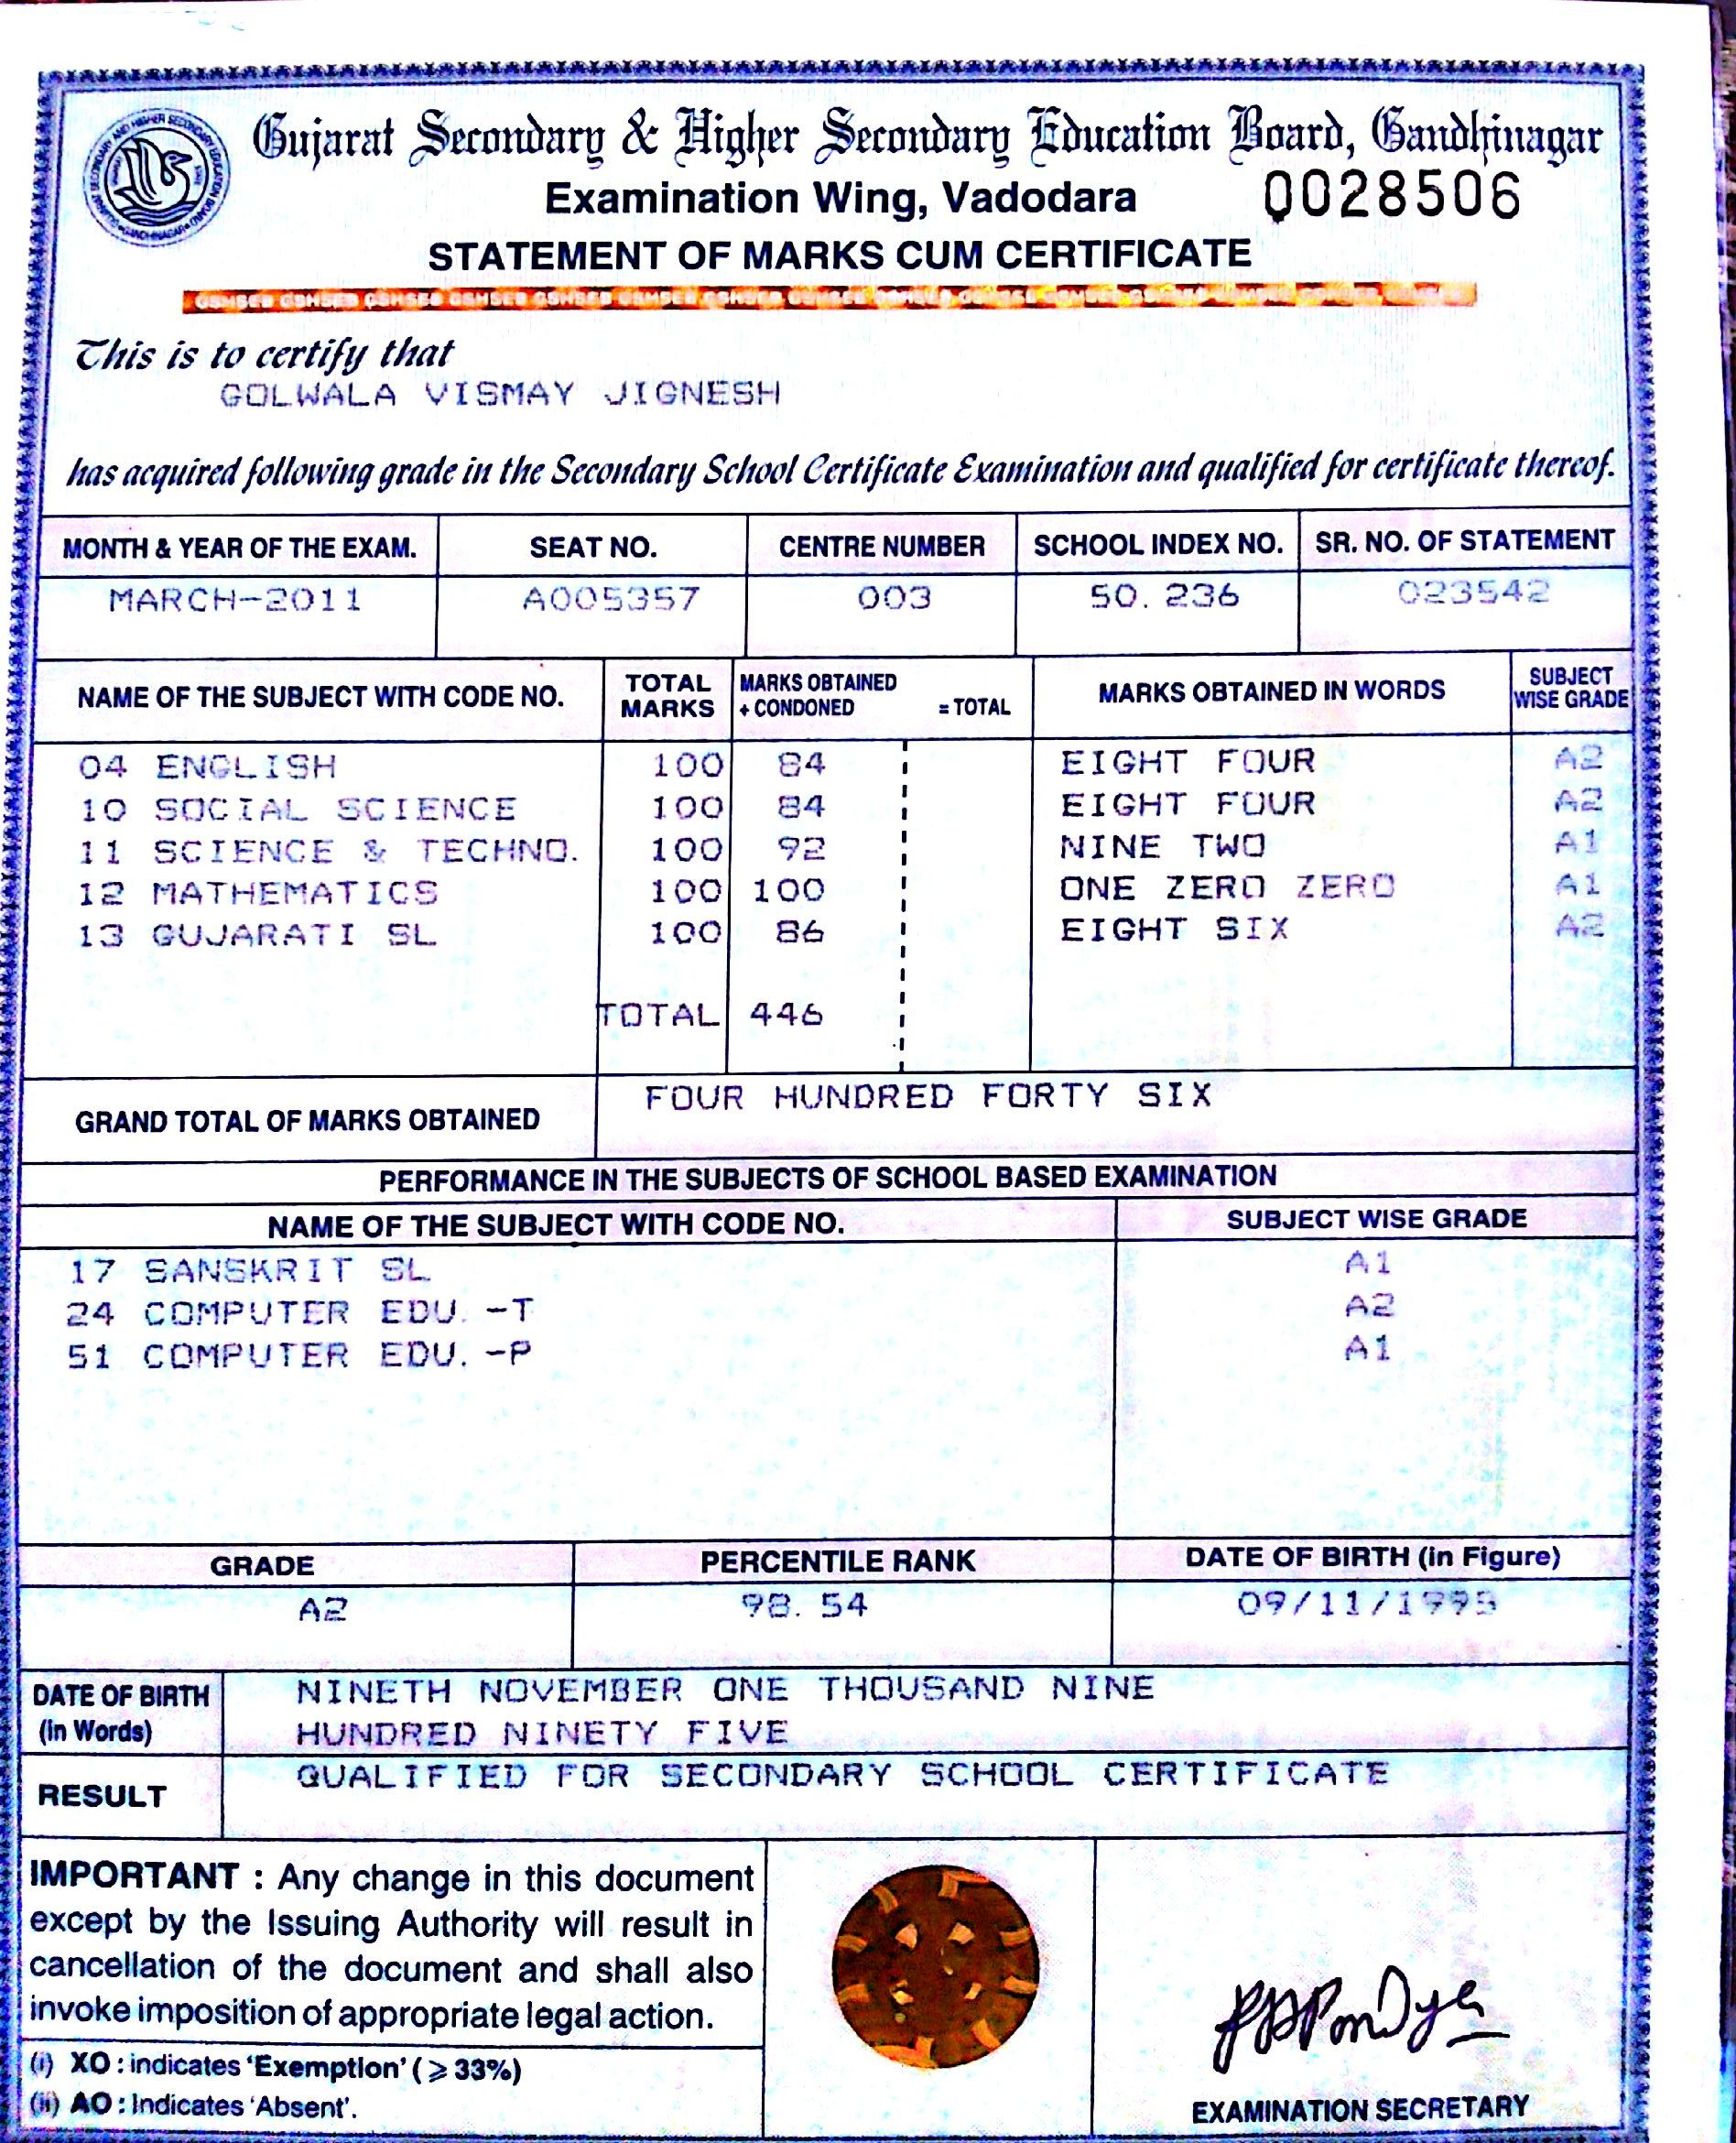 Gujarat Secondary & Higher Secondary Education Board, Gandhinagar
Examination Wing, Vadodara
0028506
STATEMENT OF MARKS CUM CERTIFICATE
GSHSEB GSHSEB GSHSEB GSHSEB GSHSEB GSHSEB GSHSEB
This is to certify that
GOLWALA VISMAY JIGNESH
has acquired following grade in the Secondary School Certificate Examination and qualified for certificate thereof.
MONTH & YEAR OF THE EXAM. SEAT NO. CENTRE NUMBER SCHOOL INDEX NO. SR. NO. OF STATEMENT
MARCH-2011 A005357 003 50. 236 023542
NAME OF THE SUBJECT WITH CODE NO. TOTAL MARKS MARKS OBTAINED + CONDONED = TOTAL MARKS OBTAINED IN WORDS SUBJECT WISE GRADE
04 ENGLISH 100 84 EIGHT FOUR A2
10 SOCIAL SCIENCE 100 84 EIGHT FOUR A2
11 SCIENCE & TECHNO. 100 92 NINE TWO A1
12 MATHEMATICS 100 100 ONE ZERO ZERO A1
13 GUJARATI SL 100 86 EIGHT SIX A2
TOTAL 446
GRAND TOTAL OF MARKS OBTAINED FOUR HUNDRED FORTY SIX
PERFORMANCE IN THE SUBJECTS OF SCHOOL BASED EXAMINATION
NAME OF THE SUBJECT WITH CODE NO. SUBJECT WISE GRADE
17 SANSKRIT SL A1
24 COMPUTER EDU. -T A2
51 COMPUTER EDU. -P A1
GRADE PERCENTILE RANK DATE OF BIRTH (in Figure)
A2 98. 54 09/11/1995
DATE OF BIRTH (in Words) NINETH NOVEMBER ONE THOUSAND NINE
HUNDRED NINETY FIVE
RESULT QUALIFIED FOR SECONDARY SCHOOL CERTIFICATE
IMPORTANT : Any change in this document
except by the Issuing Authority will result in
cancellation of the document and shall also
invoke imposition of appropriate legal action.
(i) XO : indicates 'Exemption' (≥ 33%)
(ii) AO : Indicates 'Absent'.
EXAMINATION SECRETARY